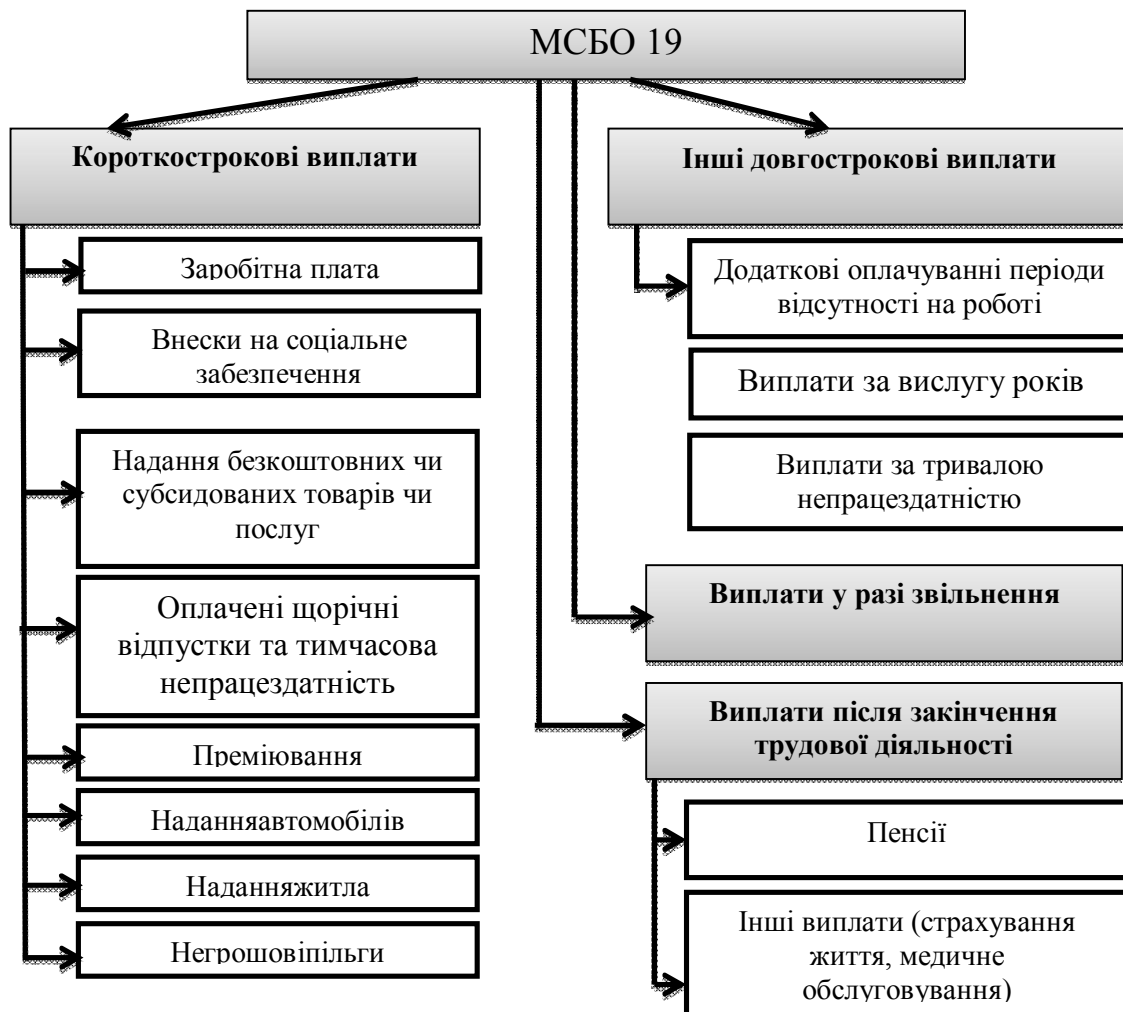 МСБО 19
Короткострокові виплати
Заробітна плата
Внески на соціальне
забезпечення
Надання безкоштовних чи
субсидованих товарів чи
послуг
Оплачені щорічні
відпустки та тимчасова
непрацездатність
Преміювання
Наданняавтомобілів
Наданняжитла
Негрошовіпільги
Інші довгострокові виплати
Додаткові оплачуванні періоди
відсутності на роботі
Виплати за вислугу років
Виплати за тривалою
непрацездатністю
Виплати у разі звільнення
Виплати після закінчення
трудової діяльності
Пенсії
Інші виплати (страхування
життя, медичне
обслуговування)